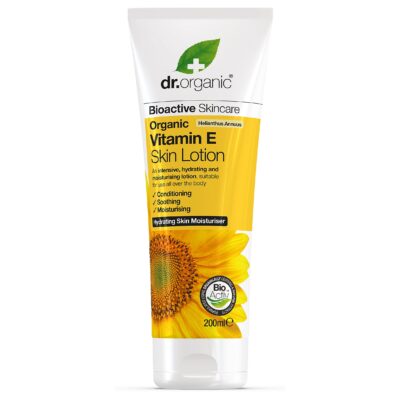 dr.organic®
Bioactive Skincare
Organic
Helianthus Annuus
Vitamin E
Skin Lotion
An intensive, hydrating and
moisturising lotion, suitable
for use all over the body
✓ Conditioning
✓ Soothing
✓ Moisturising
Hydrating Skin Moisturiser
Bio
Activ
200ml℮